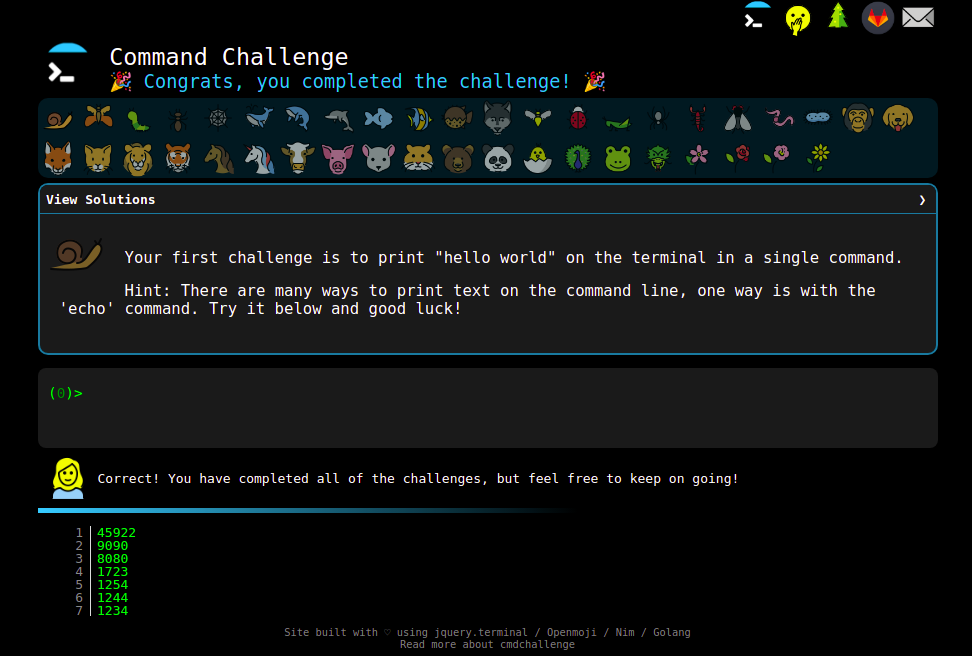 Command Challenge
🎉 Congrats, you completed the challenge! 🎉
View Solutions ❯
Your first challenge is to print "hello world" on the terminal in a single command.
Hint: There are many ways to print text on the command line, one way is with the
'echo' command. Try it below and good luck!
(0)>
Correct! You have completed all of the challenges, but feel free to keep on going!
1 45922
2 9090
3 8080
4 1723
5 1254
6 1244
7 1234
Site built with ♡ using jquery.terminal / Openmoji / Nim / Golang
Read more about cmdchallenge